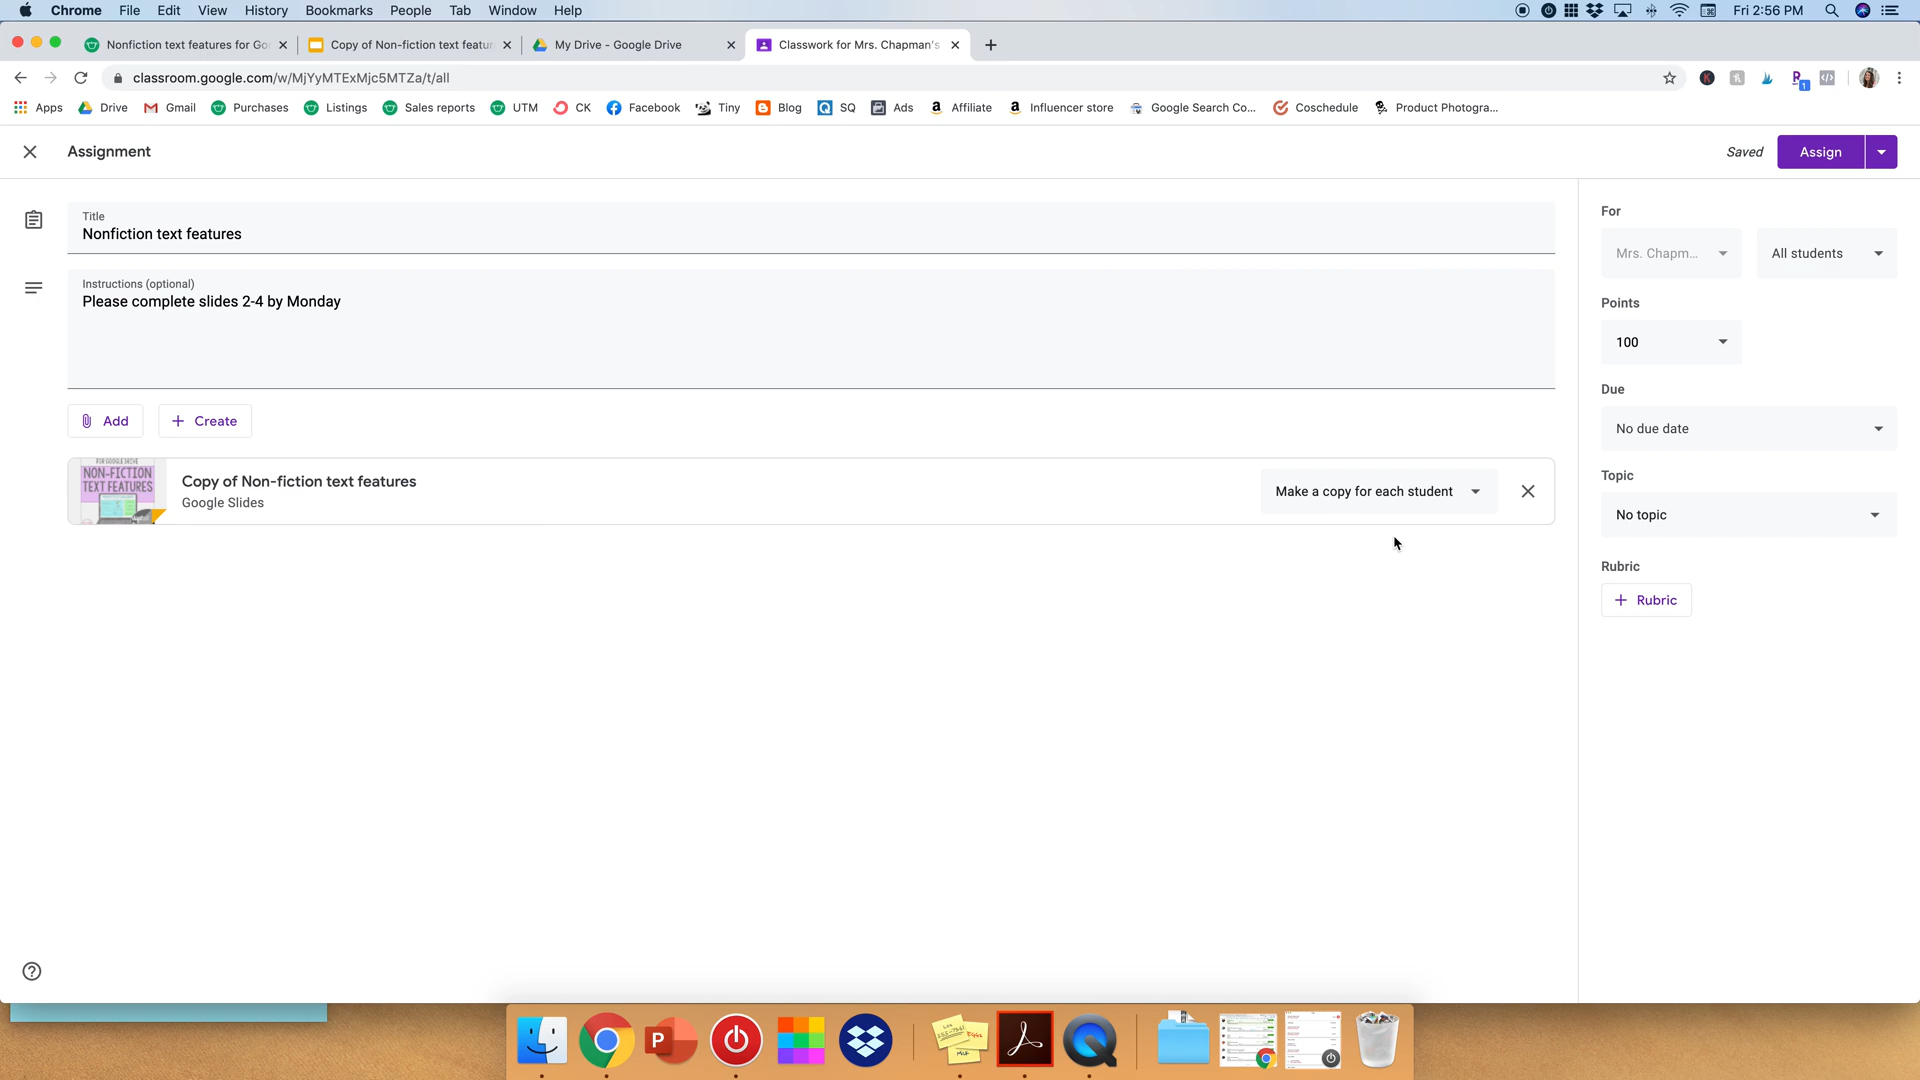 Chrome File Edit View History Bookmarks People Tab Window Help Fri 2:56 PM
Nonfiction text features for Go Copy of Non-fiction text featur My Drive - Google Drive Classwork for Mrs. Chapman's
classroom.google.com/w/MjYyMTExMjc5MTZa/t/all
Apps Drive Gmail Purchases Listings Sales reports UTM CK Facebook Tiny Blog SQ Ads Affiliate Influencer store Google Search Co... Coschedule Product Photogra...
Assignment Saved Assign
Title
Nonfiction text features
Instructions (optional)
Please complete slides 2-4 by Monday
Add + Create
FOR GOOGLE DRIVE
NON-FICTION
TEXT FEATURES
Copy of Non-fiction text features
Google Slides
Make a copy for each student
For
Mrs. Chapm... All students
Points
100
Due
No due date
Topic
No topic
Rubric
+ Rubric